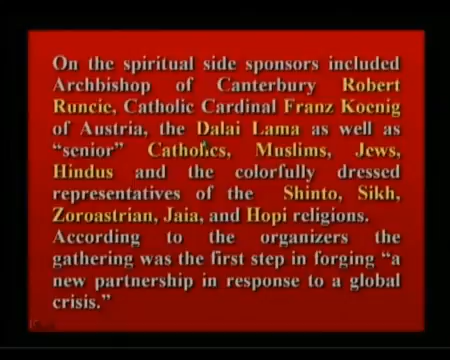 On the spiritual side sponsors included
Archbishop of Canterbury Robert
Runcie, Catholic Cardinal Franz Koenig
of Austria, the Dalai Lama as well as
“senior” Catholics, Muslims, Jews,
Hindus and the colorfully dressed
representatives of the Shinto, Sikh,
Zoroastrian, Jaia, and Hopi religions.
According to the organizers the
gathering was the first step in forging “a
new partnership in response to a global
crisis.”